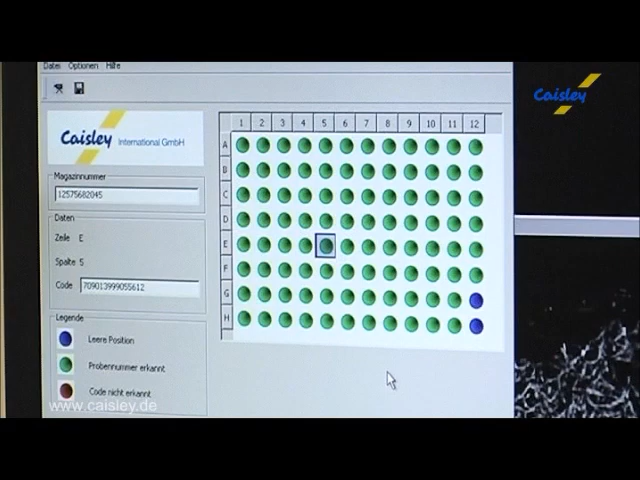 Datei Optionen Hilfe
Caisley
Caisley International GmbH
1 2 3 4 5 6 7 8 9 10 11 12
A
B
C
D
E
F
G
H
Magazinnummer
12575682045
Daten
Zeile E
Spalte 5
Code 709013999055612
Legende
Leere Position
Probennummer erkannt
Code nicht erkannt
www.caisley.de